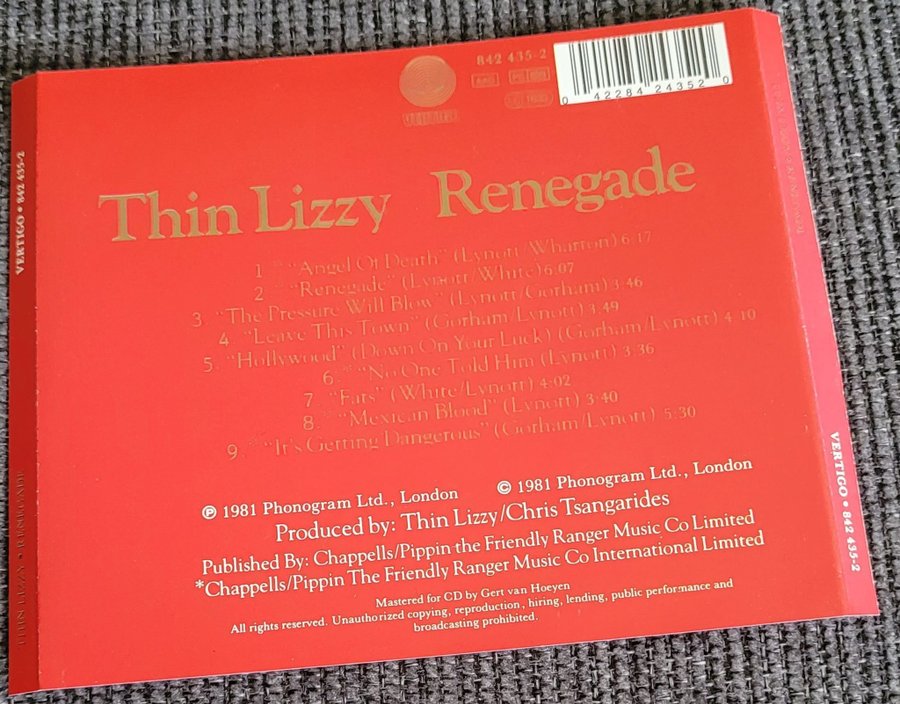 842 435-2
VERTIGO
0 42284 24352 0
Thin Lizzy Renegade
1 * "Angel Of Death" (Lynott/Wharton) 6·17
2 * "Renegade" (Lynott/White) 6:07
3. "The Pressure Will Blow" (Lynott/Gorham) 3·46
4. "Leave This Town" (Gorham/Lynott) 3:49
5. "Hollywood" (Down On Your Luck) (Gorham/Lynott) 4·10
6. * "No One Told Him (Lynott) 3·36
7 "Fats" (White/Lynott) 4:02
8 * "Mexican Blood" (Lynott) 3:40
9. * "It's Getting Dangerous" (Gorham/Lynott) 5:30
℗ 1981 Phonogram Ltd., London © 1981 Phonogram Ltd., London
Produced by: Thin Lizzy/Chris Tsangarides
Published By: Chappells/Pippin the Friendly Ranger Music Co Limited
*Chappells/Pippin The Friendly Ranger Music Co International Limited
Mastered for CD by Gert van Hoeyen
All rights reserved. Unauthorized copying, reproduction, hiring, lending, public performance and
broadcasting prohibited.
THIN LIZZY • RENEGADE VERTIGO • 842 435-2
VERTIGO • 842 435-2